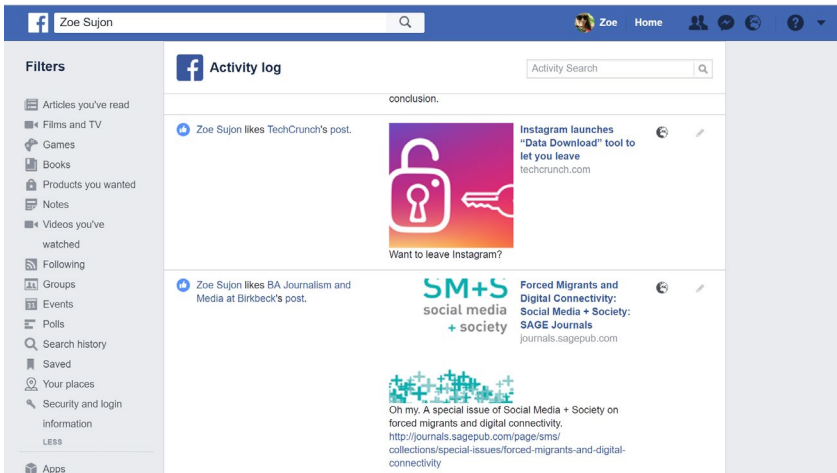 f Zoe Sujon
Zoe Home
?
Filters
Articles you've read
Films and TV
Games
Books
Products you wanted
Notes
Videos you've
watched
Following
Groups
Events
Polls
Search history
Saved
Your places
Security and login
information
LESS
Apps
f Activity log
Activity Search
conclusion.
Zoe Sujon likes TechCrunch's post.
Instagram launches
“Data Download” tool to
let you leave
techcrunch.com
Want to leave Instagram?
Zoe Sujon likes BA Journalism and
Media at Birkbeck's post.
SM+S
social media
+ society
Forced Migrants and
Digital Connectivity:
Social Media + Society:
SAGE Journals
journals.sagepub.com
Oh my. A special issue of Social Media + Society on
forced migrants and digital connectivity.
http://journals.sagepub.com/page/sms/
collections/special-issues/forced-migrants-and-digital-
connectivity